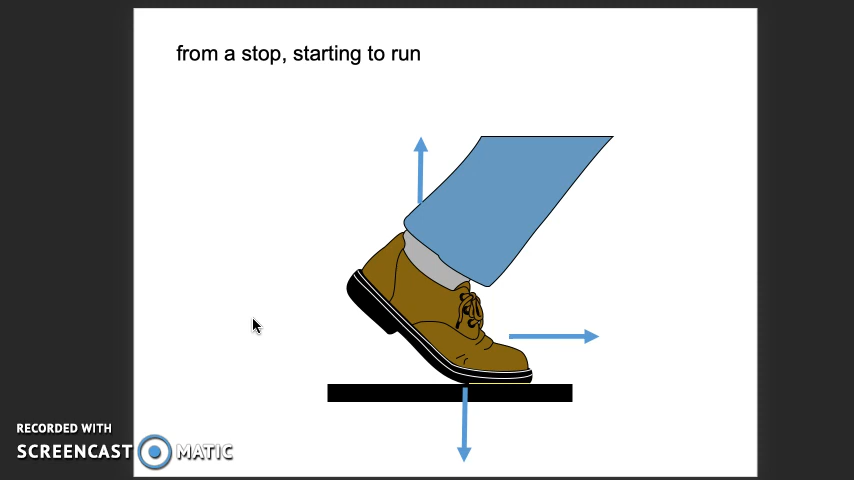 from a stop, starting to run
RECORDED WITH
SCREENCAST MATIC